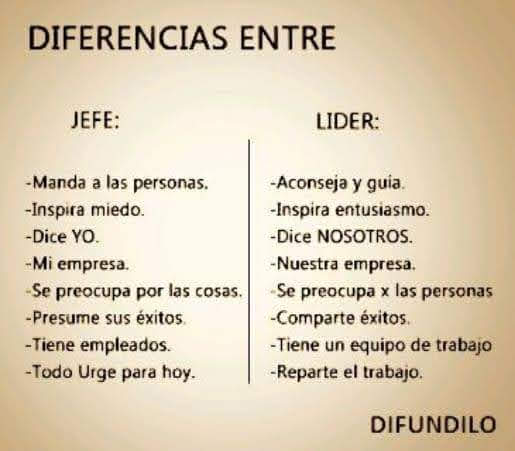 DIFERENCIAS ENTRE
JEFE:
-Manda a las personas.
-Inspira miedo.
-Dice YO.
-Mi empresa.
-Se preocupa por las cosas.
-Presume sus éxitos.
-Tiene empleados.
-Todo Urge para hoy.
LIDER:
-Aconseja y guia.
-Inspira entusiasmo.
-Dice NOSOTROS.
-Nuestra empresa.
-Se preocupa x las personas
-Comparte éxitos.
-Tiene un equipo de trabajo
-Reparte el trabajo.
DIFUNDILO